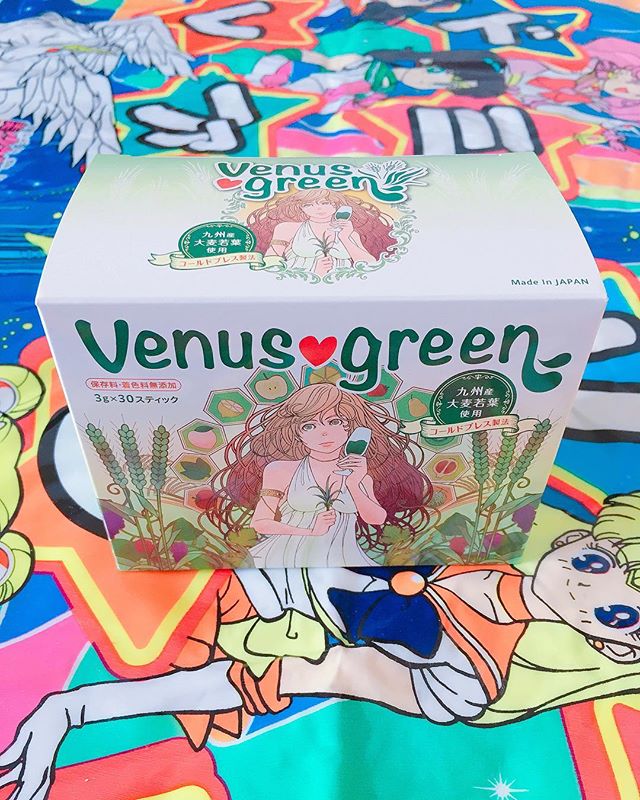 Venus
green
九州産
大麦若葉
使用
コールドプレス製法
Made In JAPAN
Venus green
保存料・着色料無添加
3g×30スティック
九州産
大麦若葉
使用
コールドプレス製法